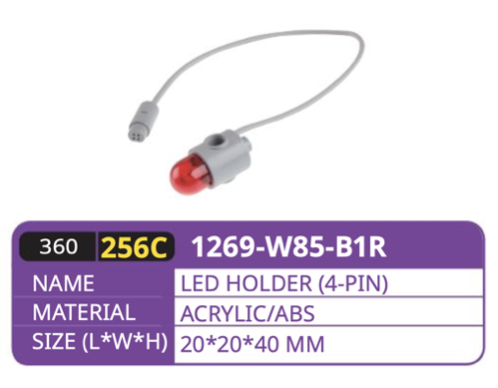 360 256C 1269-W85-B1R
NAME LED HOLDER (4-PIN)
MATERIAL ACRYLIC/ABS
SIZE (L*W*H) 20*20*40 MM